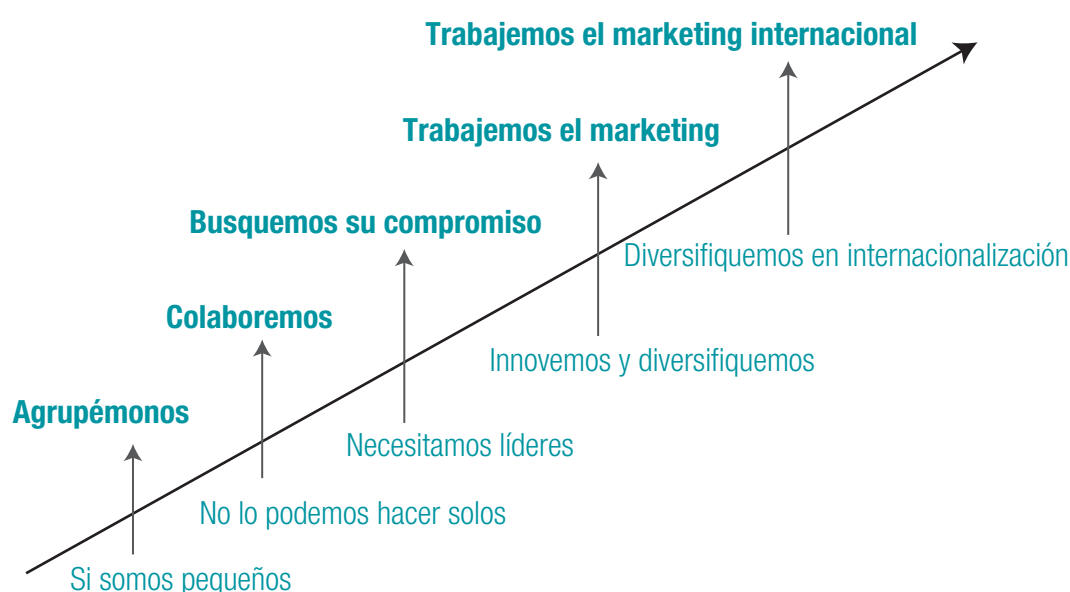 Trabajemos el marketing internacional
Trabajemos el marketing
Busquemos su compromiso
Diversifiquemos en internacionalización
Colaboremos
Innovemos y diversifiquemos
Agrupémonos
Necesitamos líderes
No lo podemos hacer solos
Si somos pequeños